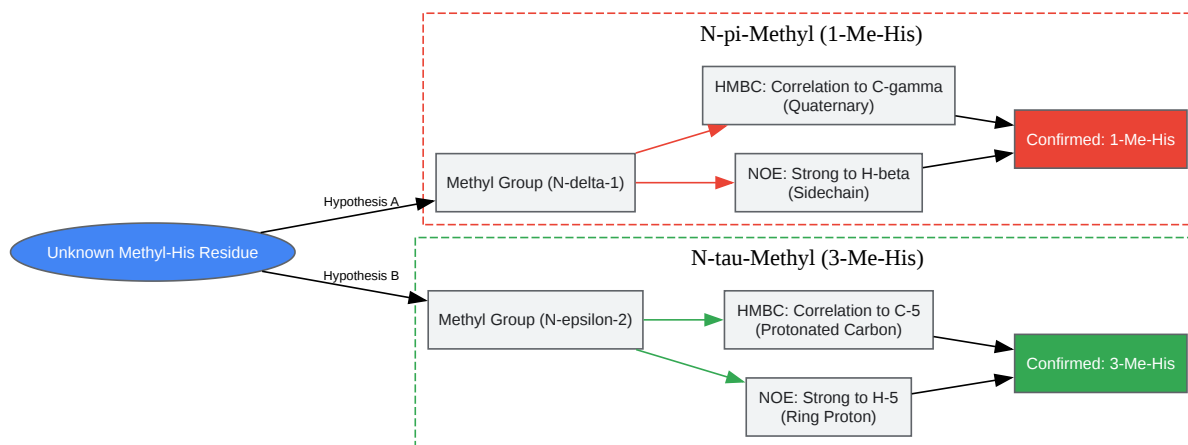 N-pi-Methyl (1-Me-His)
HMBC: Correlation to C-gamma
(Quaternary)
Confirmed: 1-Me-His
Methyl Group (N-delta-1)
NOE: Strong to H-beta
(Sidechain)
Hypothesis A
Unknown Methyl-His Residue
Hypothesis B
N-tau-Methyl (3-Me-His)
Methyl Group (N-epsilon-2)
HMBC: Correlation to C-5
(Protonated Carbon)
Confirmed: 3-Me-His
NOE: Strong to H-5
(Ring Proton)